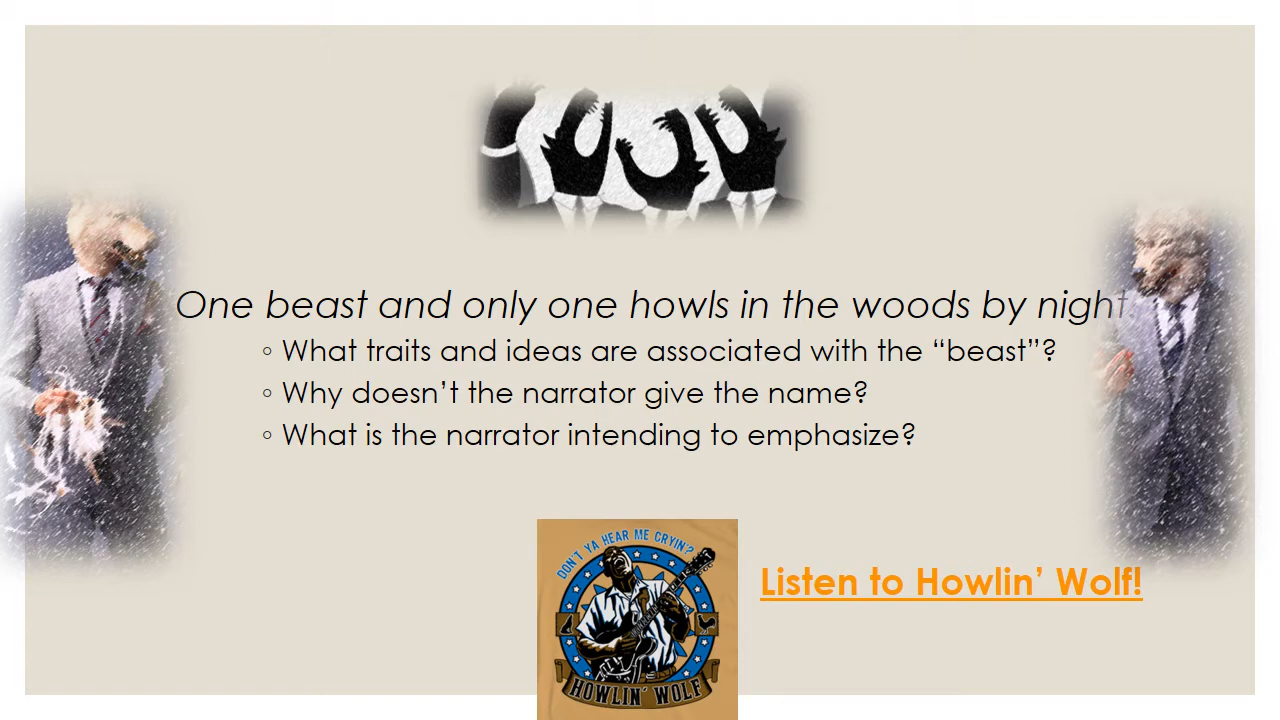 One beast and only one howls in the woods by night
◦ What traits and ideas are associated with the “beast”?
◦ Why doesn’t the narrator give the name?
◦ What is the narrator intending to emphasize?
DON'T YA HEAR ME CRYIN'?
HOWLIN' WOLF
Listen to Howlin’ Wolf!